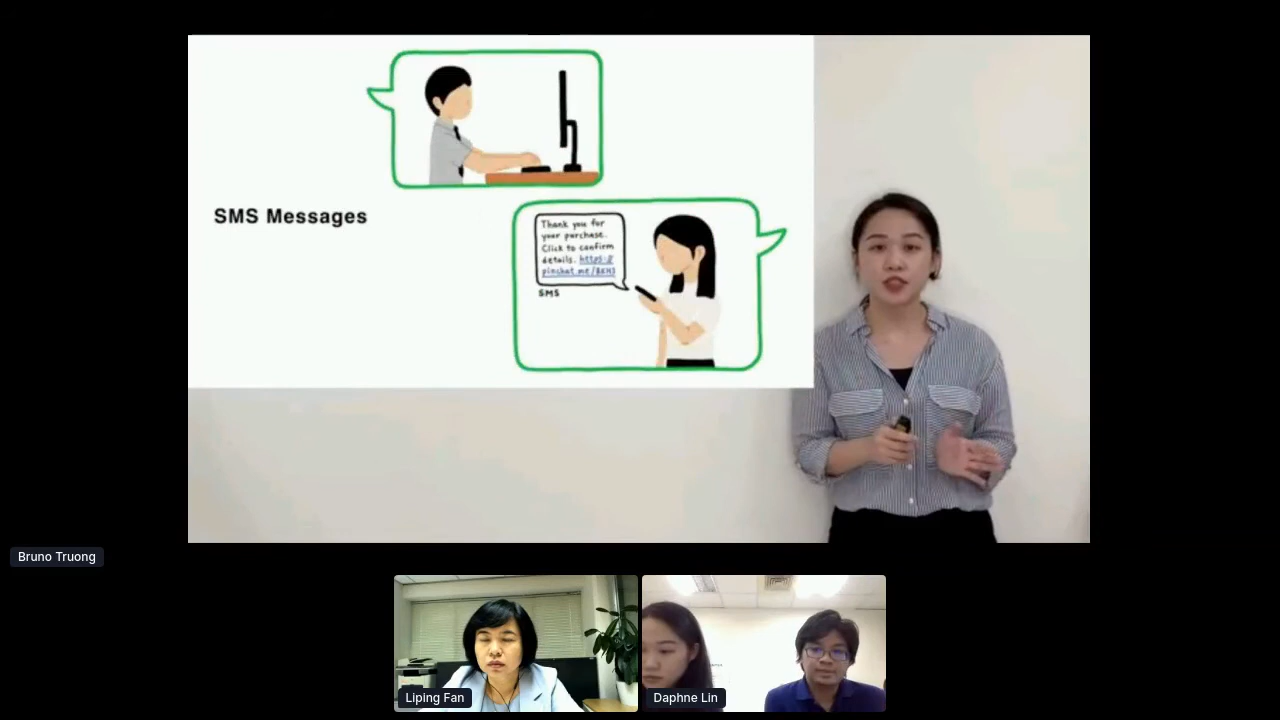 SMS Messages
Thank you for
your purchase.
Click to confirm
details. https://
pinchat.me/8EN3
SMS
Bruno Truong
Liping Fan
Daphne Lin